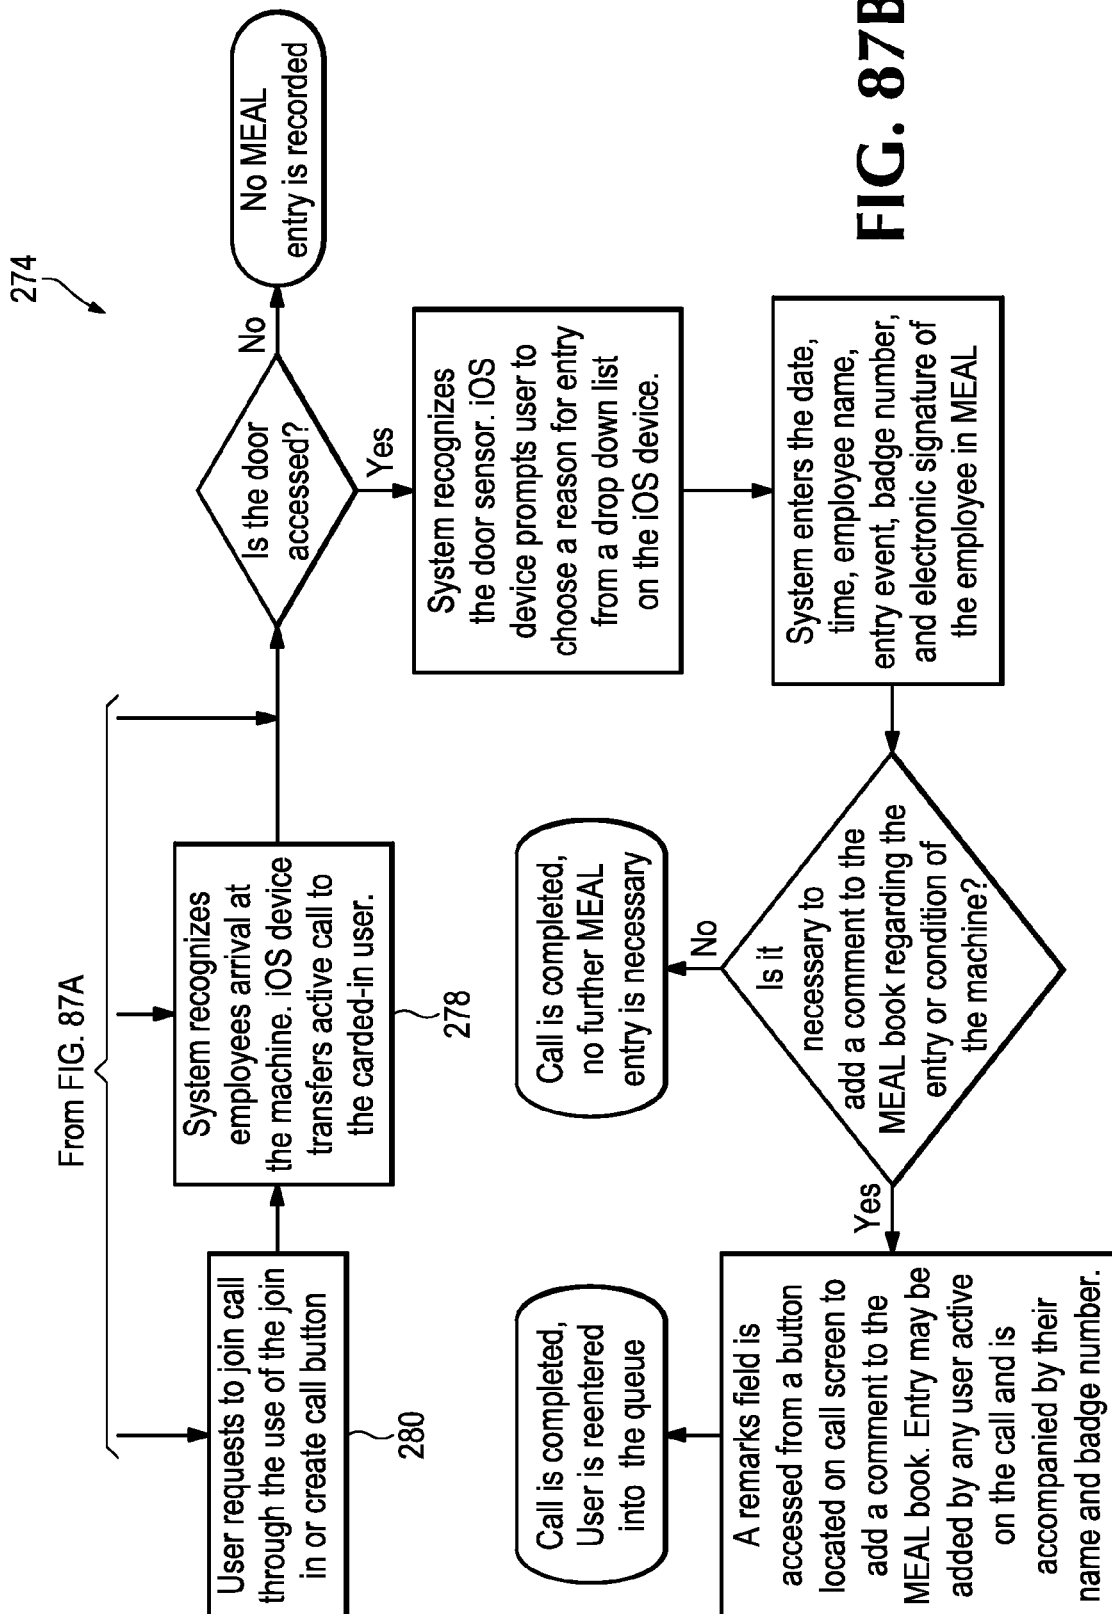 From FIG. 87A
274
User requests to join call
through the use of the join
in or create call button
280
System recognizes
employees arrival at
the machine. iOS device
transfers active call to
the carded-in user.
278
Is the door
accessed?
No
No MEAL
entry is recorded
Yes
System recognizes
the door sensor. iOS
device prompts user to
choose a reason for entry
from a drop down list
on the iOS device.
System enters the date,
time, employee name,
entry event, badge number,
and electronic signature of
the employee in MEAL
Is it
necessary to
add a comment to the
MEAL book regarding the
entry or condition of
the machine?
No
Call is completed,
no further MEAL
entry is necessary
Yes
A remarks field is
accessed from a button
located on call screen to
add a comment to the
MEAL book. Entry may be
added by any user active
on the call and is
accompanied by their
name and badge number.
Call is completed,
User is reentered
into the queue
FIG. 87B